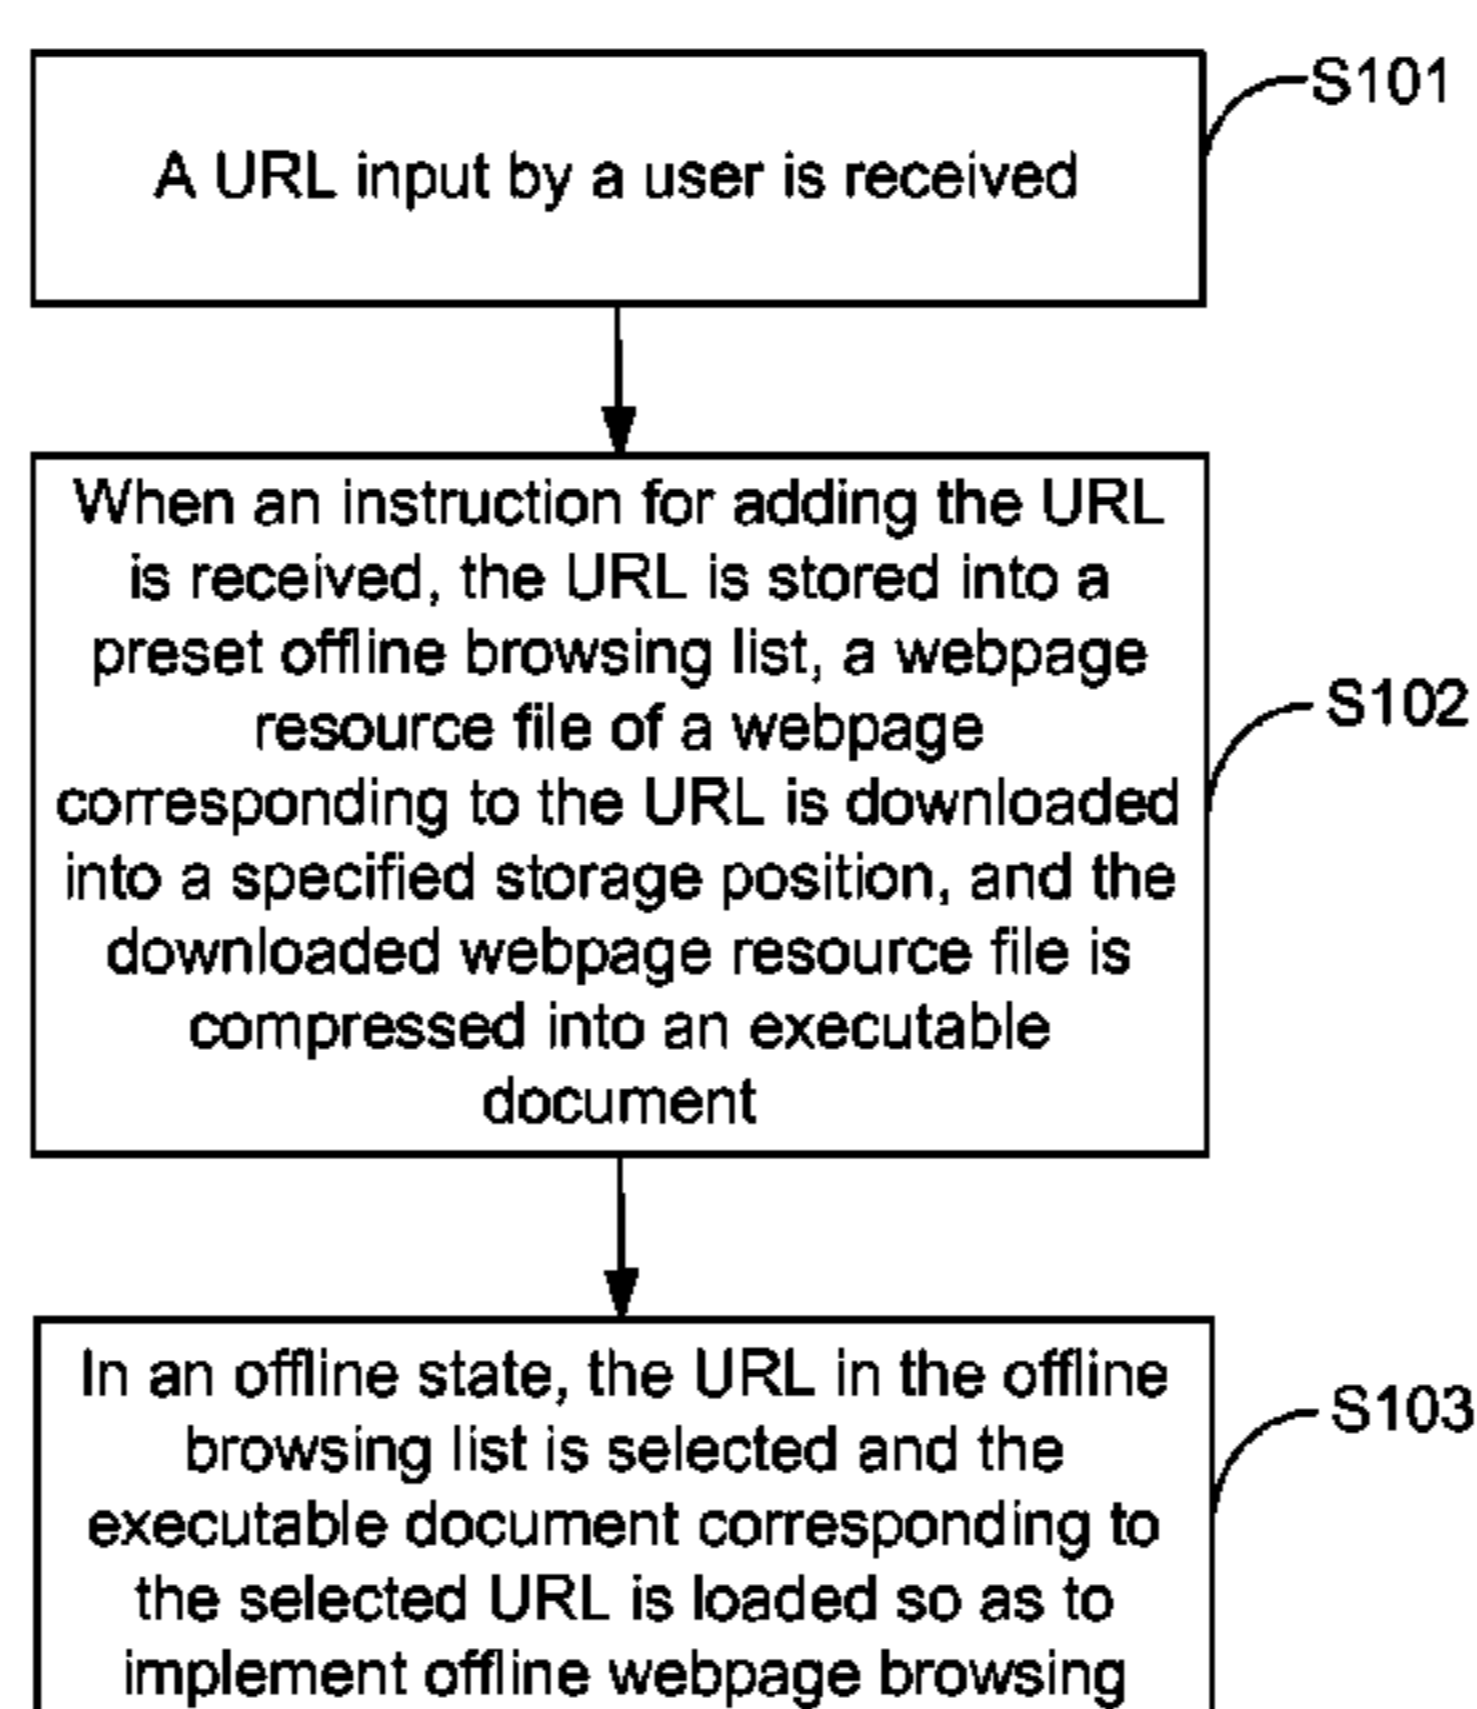 S101
A URL input by a user is received
When an instruction for adding the URL
is received, the URL is stored into a
preset offline browsing list, a webpage
resource file of a webpage
corresponding to the URL is downloaded
into a specified storage position, and the
downloaded webpage resource file is
compressed into an executable
document
S102
In an offline state, the URL in the offline
browsing list is selected and the
executable document corresponding to
the selected URL is loaded so as to
implement offline webpage browsing
S103